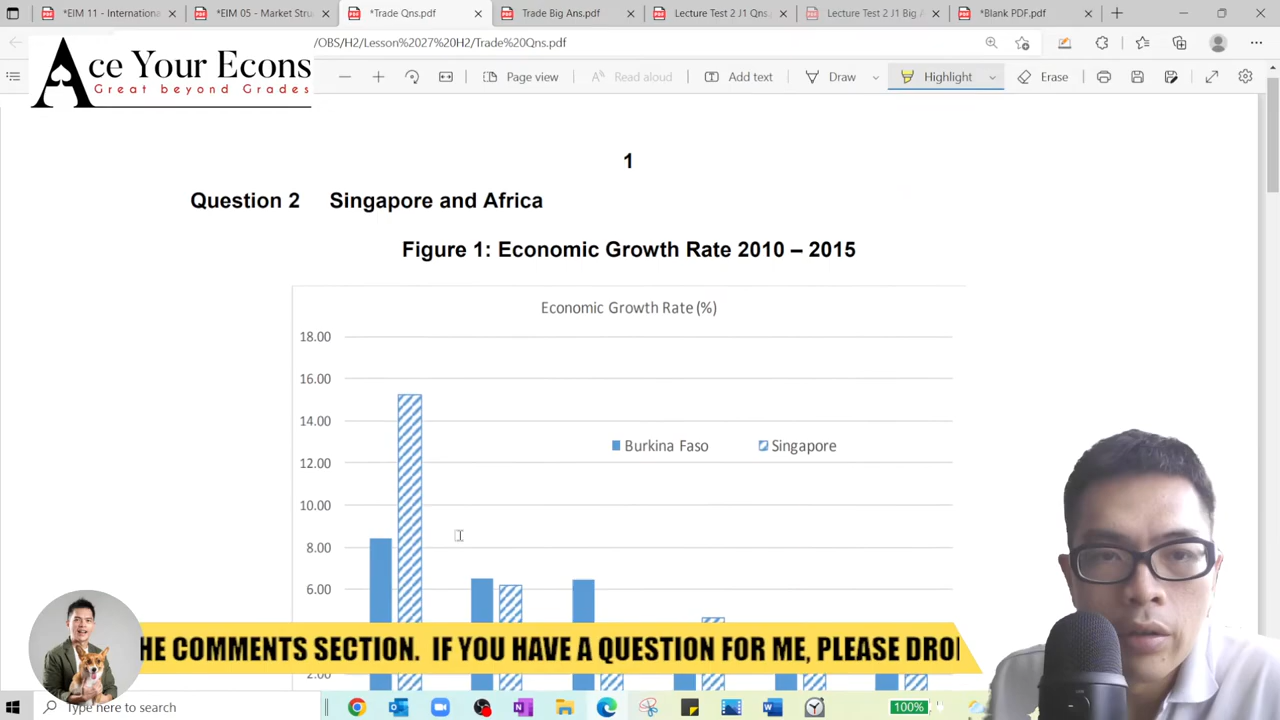 *EIM 11 - Internationa
*EIM 05 - Market Stru
*Trade Qns.pdf
Trade Big Ans.pdf
Lecture Test 2 J1 Qns
Lecture Test 2 J1 Big A
*Blank PDF.pdf
/OBS/H2/Lesson%2027%20H2/Trade%20Qns.pdf
Page view
Read aloud
Add text
Draw
Highlight
Erase
Ace Your Econs
Great beyond Grades
1
Question 2 Singapore and Africa
Figure 1: Economic Growth Rate 2010 – 2015
Economic Growth Rate (%)
18.00
16.00
14.00
12.00
10.00
8.00
6.00
2.00
Burkina Faso
Singapore
HE COMMENTS SECTION. IF YOU HAVE A QUESTION FOR ME, PLEASE DROP
Type here to search
100%